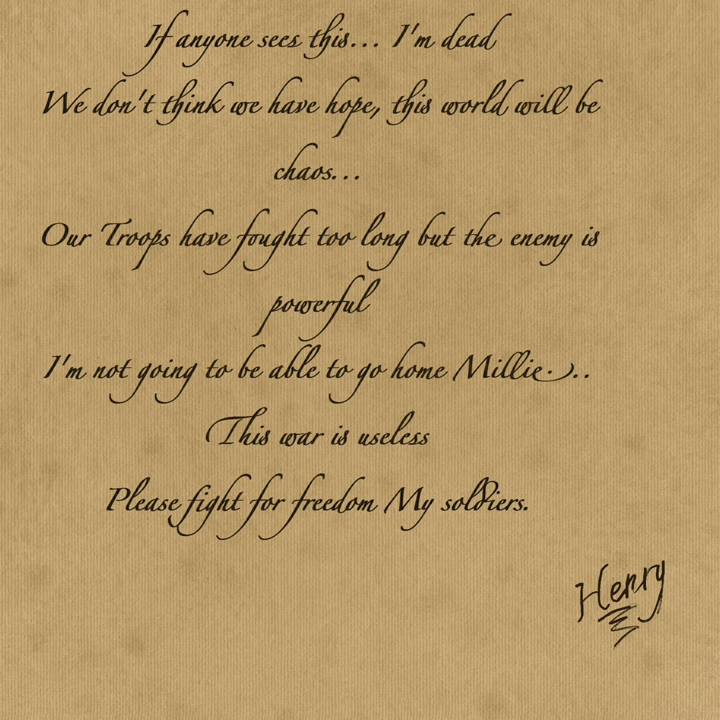 If anyone sees this... I'm dead
We don't think we have hope, this world will be
chaos...
Our Troops have fought too long but the enemy is
powerful
I'm not going to be able to go home Millie...
This war is useless
Please fight for freedom My soldiers.
Henry